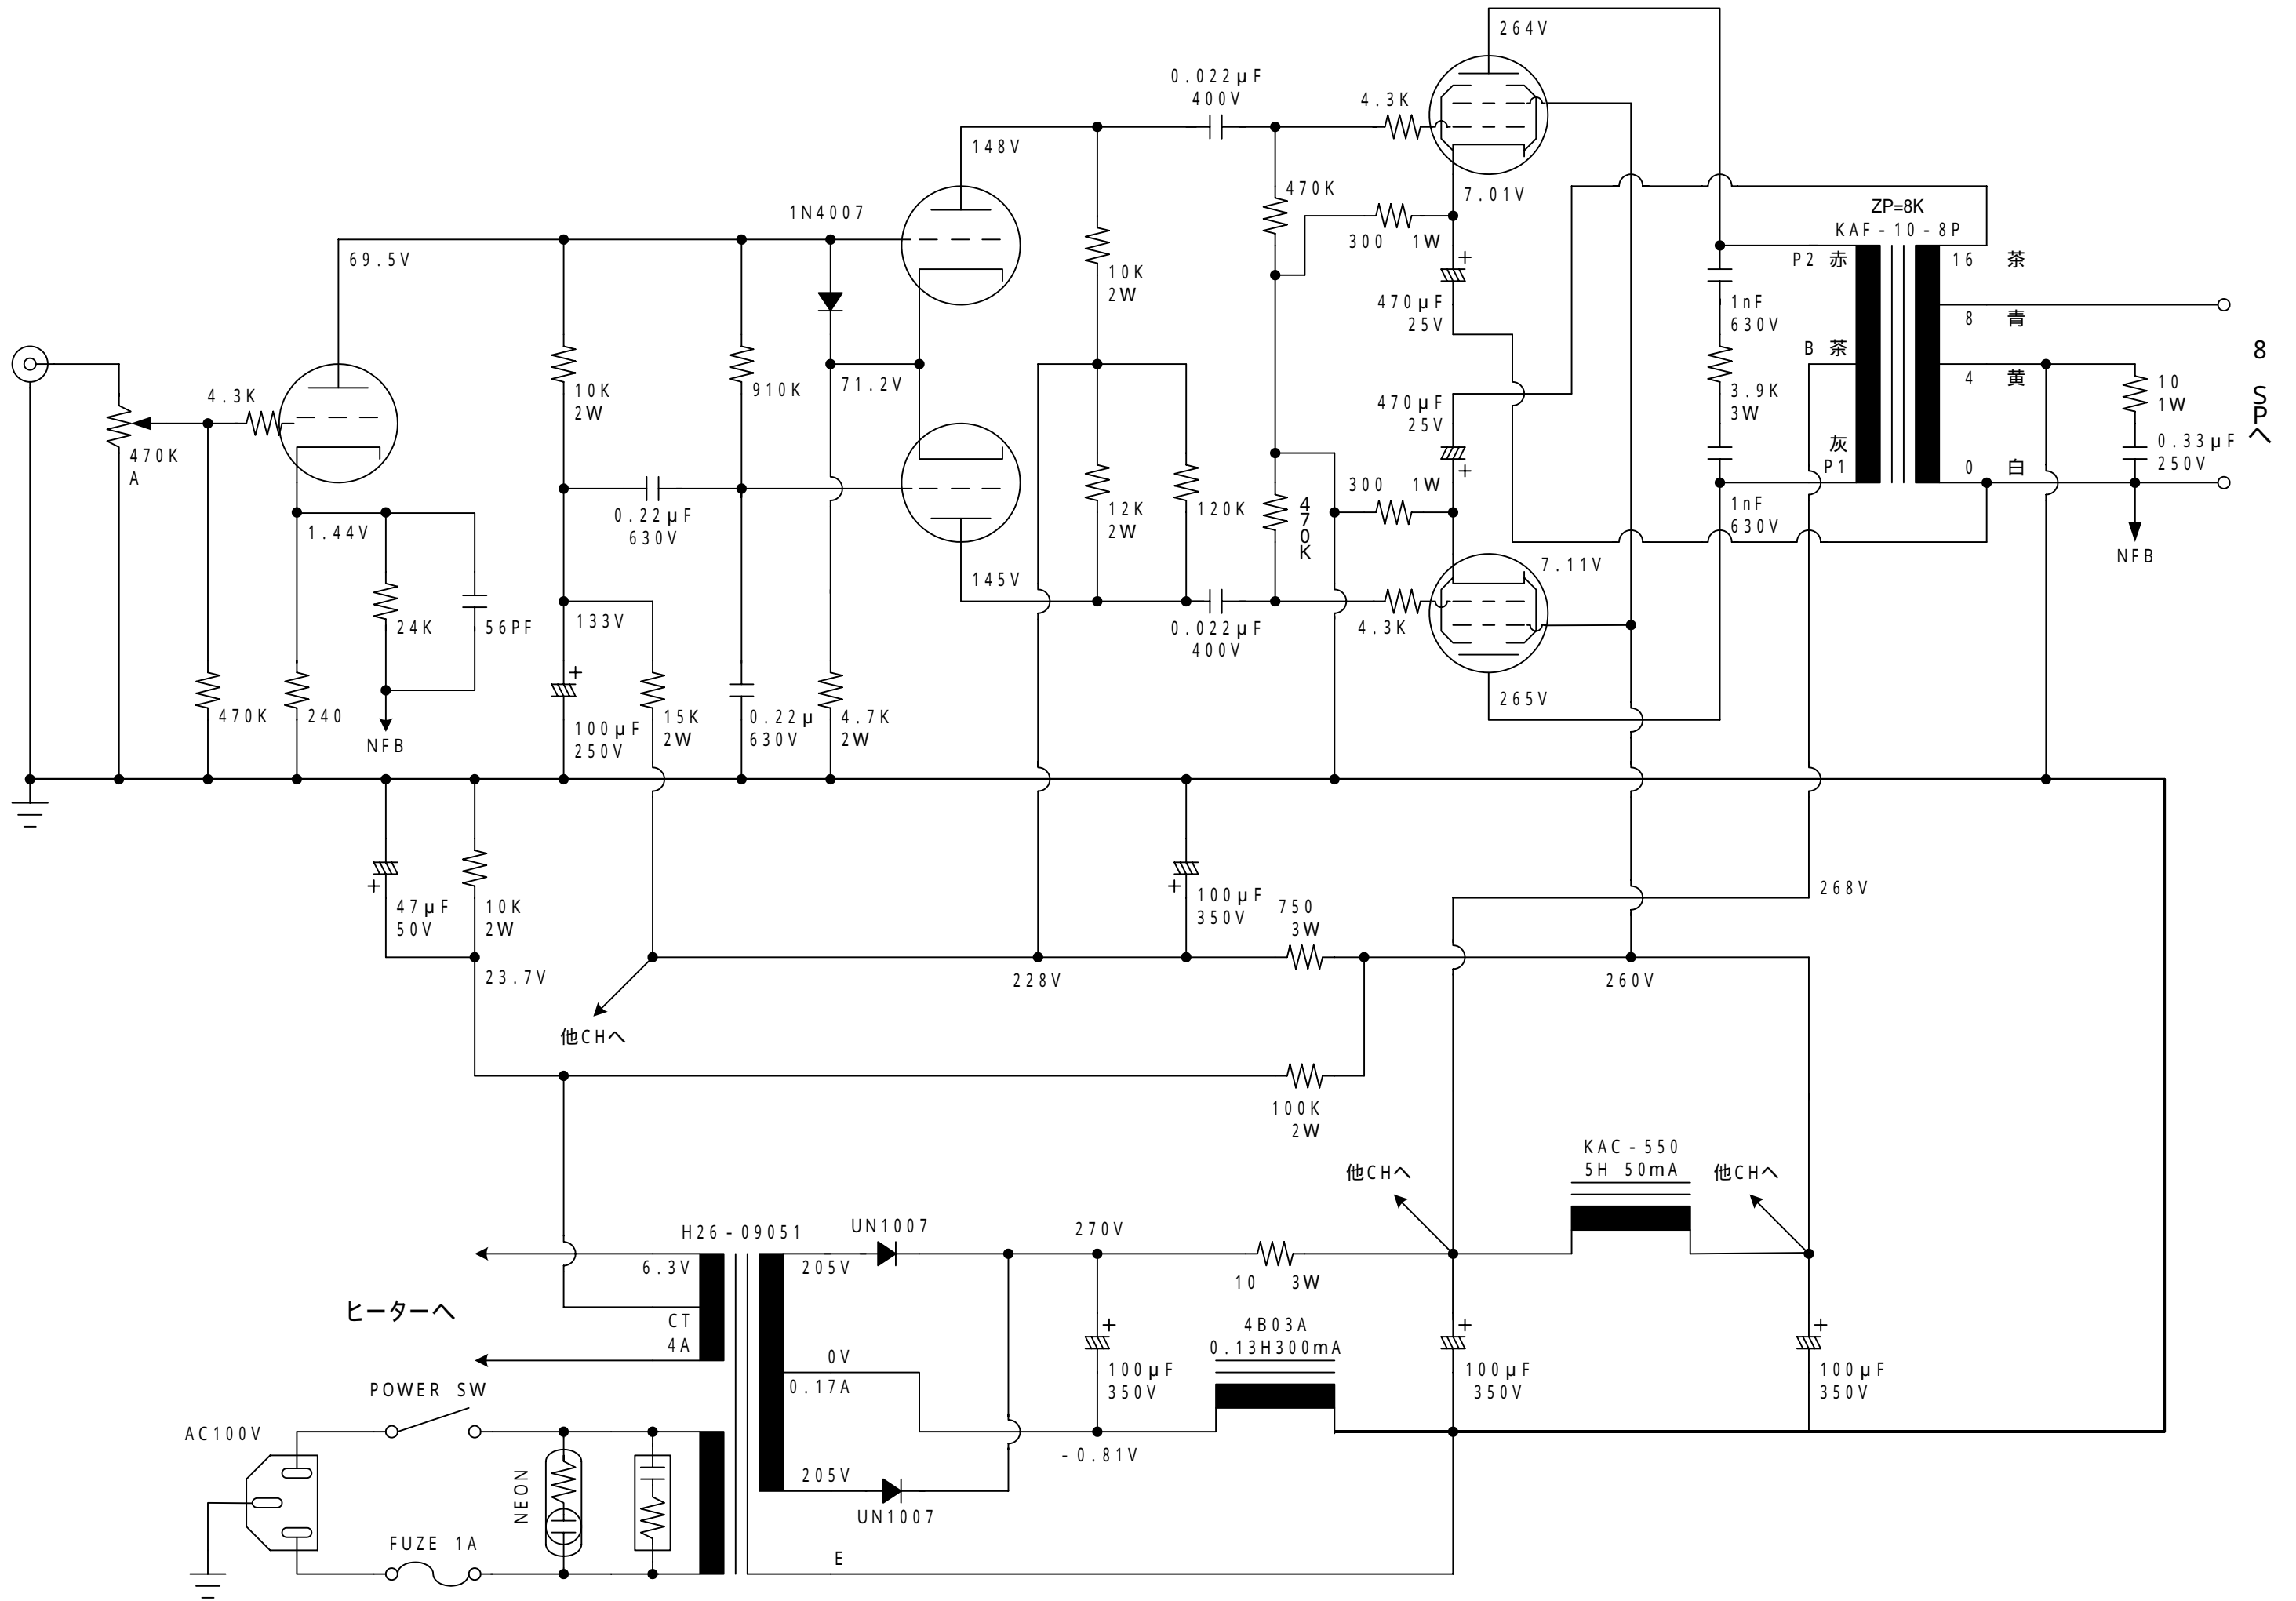 264V
0.022μF
400V
4.3K
148V
470K
7.01V
1N4007
ZP=8K
KAF-10-8P
300 1W
69.5V
P2 赤
16 茶
10K
2W
470μF
25V
1nF
630V
8 青
B 茶
8 SPへ
71.2V
4 黄
4.3K
10K
2W
910K
3.9K
3W
10
1W
470μF
25V
470K
A
灰
P1
0.33μF
250V
0 白
300 1W
0.22μF
630V
12K
2W
120K
470K
1nF
630V
1.44V
NFB
7.11V
145V
24K
56PF
133V
0.022μF
400V
4.3K
265V
470K
240
100μF
250V
15K
2W
0.22μ
630V
4.7K
2W
NFB
268V
47μF
50V
10K
2W
100μF
350V
750
3W
23.7V
228V
260V
他CHへ
100K
2W
KAC-550
5H 50mA
他CHへ
他CHへ
H26-09051
UN1007
270V
6.3V
205V
10 3W
ヒーターへ
CT
4A
4B03A
0.13H300mA
0V
0.17A
100μF
350V
100μF
350V
100μF
350V
POWER SW
AC100V
-0.81V
205V
NEON
UN1007
FUZE 1A
E